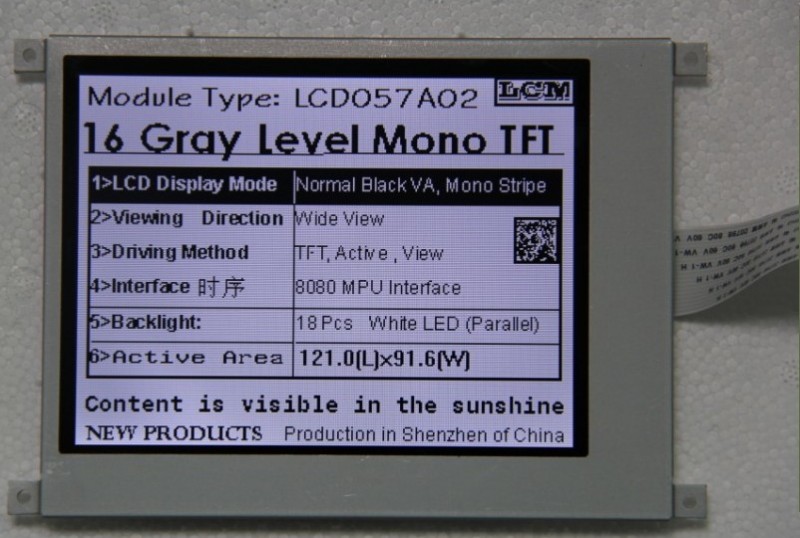 Module Type: LCD057A02 LCM
16 Gray Level Mono TFT
1>LCD Display Mode Normal Black VA, Mono Stripe
2>Viewing Direction Wide View
3>Driving Method TFT, Active , View
4>Interface 时序 8080 MPU Interface
5>Backlight: 18 Pcs White LED (Parallel)
6>Active Area 121.0(L)x91.6(W)
Content is visible in the sunshine
NEW PRODUCTS Production in Shenzhen of China